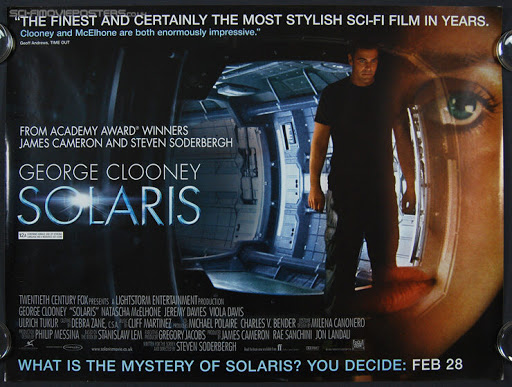 SCI-FIMOVIEPOSTERS.CO.UK
"THE FINEST AND CERTAINLY THE MOST STYLISH SCI-FI FILM IN YEARS.
Clooney and McElhone are both enormously impressive."
Geoff Andrew, TIME OUT
FROM ACADEMY AWARD® WINNERS
JAMES CAMERON AND STEVEN SODERBERGH
GEORGE CLOONEY
SOLARIS
TWENTIETH CENTURY FOX PRESENTS A LIGHTSTORM ENTERTAINMENT PRODUCTION
GEORGE CLOONEY "SOLARIS" NATASCHA McELHONE JEREMY DAVIES VIOLA DAVIS
ULRICH TUKUR DEBRA ZANE, C.S.A. CLIFF MARTINEZ MICHAEL POLAIRE CHARLES V. BENDER MILENA CANONERO
PHILIP MESSINA STANISLAW LEM GREGORY JACOBS JAMES CAMERON RAE SANCHINI JON LANDAU
STEVEN SODERBERGH
WHAT IS THE MYSTERY OF SOLARIS? YOU DECIDE: FEB 28